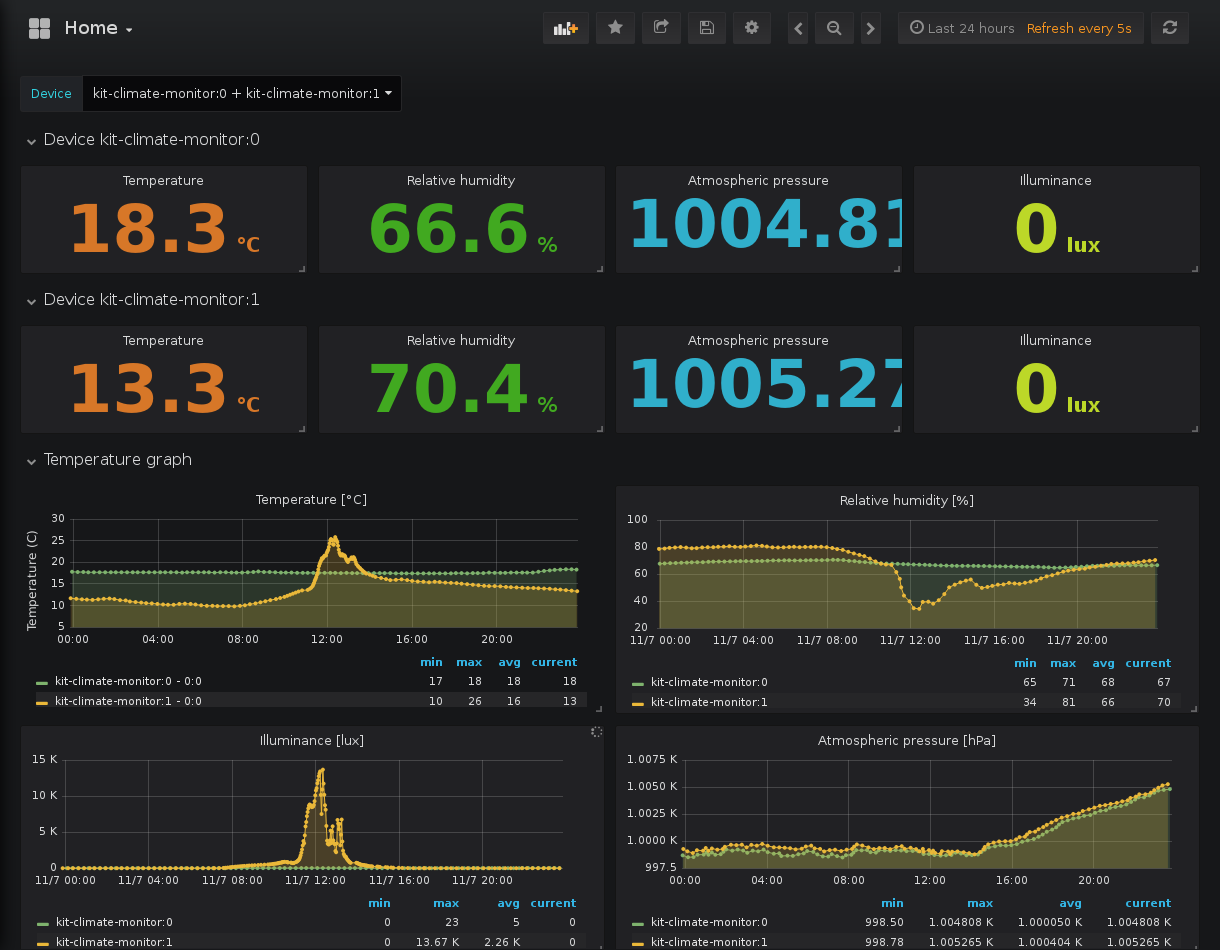 Home
Last 24 hours Refresh every 5s
Device kit-climate-monitor:0 + kit-climate-monitor:1
Device kit-climate-monitor:0
Temperature Relative humidity Atmospheric pressure Illuminance
18.3 °C 66.6 % 1004.81 0 lux
Device kit-climate-monitor:1
Temperature Relative humidity Atmospheric pressure Illuminance
13.3 °C 70.4 % 1005.27 0 lux
Temperature graph
Temperature [°C]
Temperature (C)
30
25
20
15
10
5
00:00 04:00 08:00 12:00 16:00 20:00
min max avg current
kit-climate-monitor:0 - 0:0 17 18 18 18
kit-climate-monitor:1 - 0:0 10 26 16 13
Relative humidity [%]
100
80
60
40
20
11/7 00:00 11/7 04:00 11/7 08:00 11/7 12:00 11/7 16:00 11/7 20:00
min max avg current
kit-climate-monitor:0 65 71 68 67
kit-climate-monitor:1 34 81 66 70
Illuminance [lux]
15 K
10 K
5 K
0
11/7 00:00 11/7 04:00 11/7 08:00 11/7 12:00 11/7 16:00 11/7 20:00
min max avg current
kit-climate-monitor:0 0 23 5 0
kit-climate-monitor:1 0 13.67 K 2.26 K 0
Atmospheric pressure [hPa]
1.0075 K
1.0050 K
1.0025 K
1.0000 K
997.5
00:00 04:00 08:00 12:00 16:00 20:00
min max avg current
kit-climate-monitor:0 998.50 1.004808 K 1.000050 K 1.004808 K
kit-climate-monitor:1 998.78 1.005265 K 1.000404 K 1.005265 K